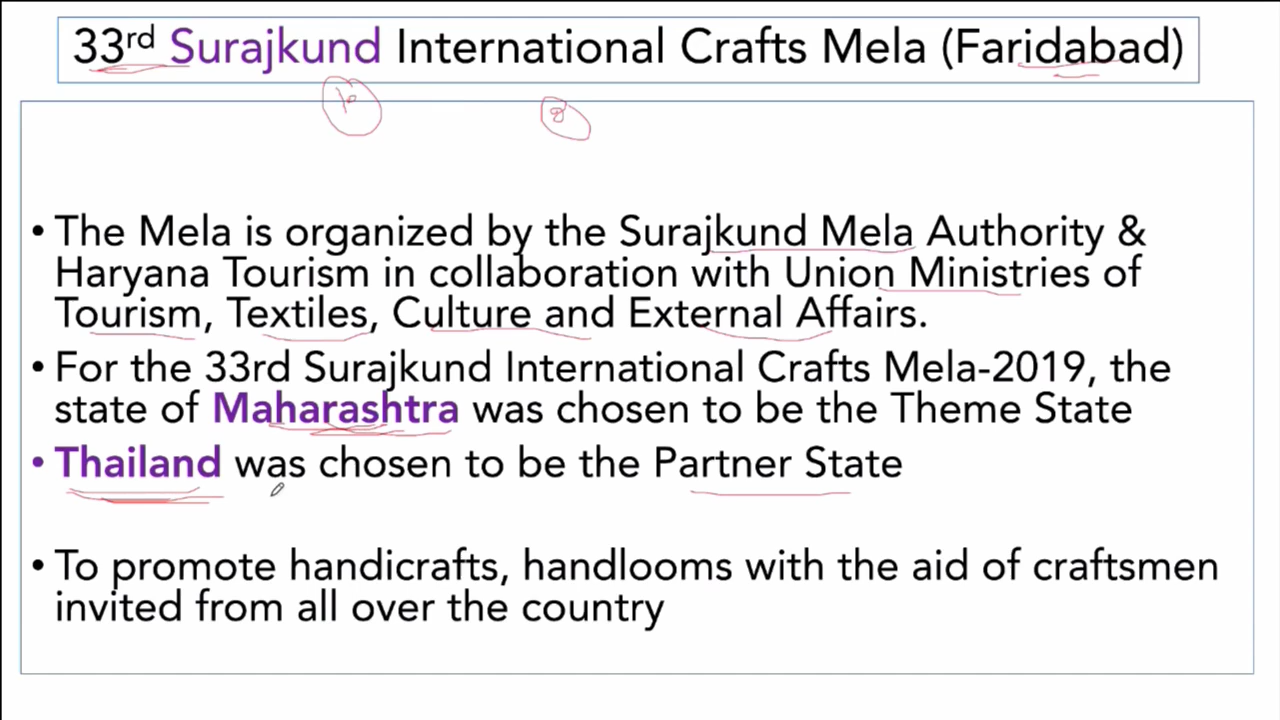 33rd Surajkund International Crafts Mela (Faridabad)
• The Mela is organized by the Surajkund Mela Authority &
Haryana Tourism in collaboration with Union Ministries of
Tourism, Textiles, Culture and External Affairs.
• For the 33rd Surajkund International Crafts Mela-2019, the
state of Maharashtra was chosen to be the Theme State
• Thailand was chosen to be the Partner State
• To promote handicrafts, handlooms with the aid of craftsmen
invited from all over the country